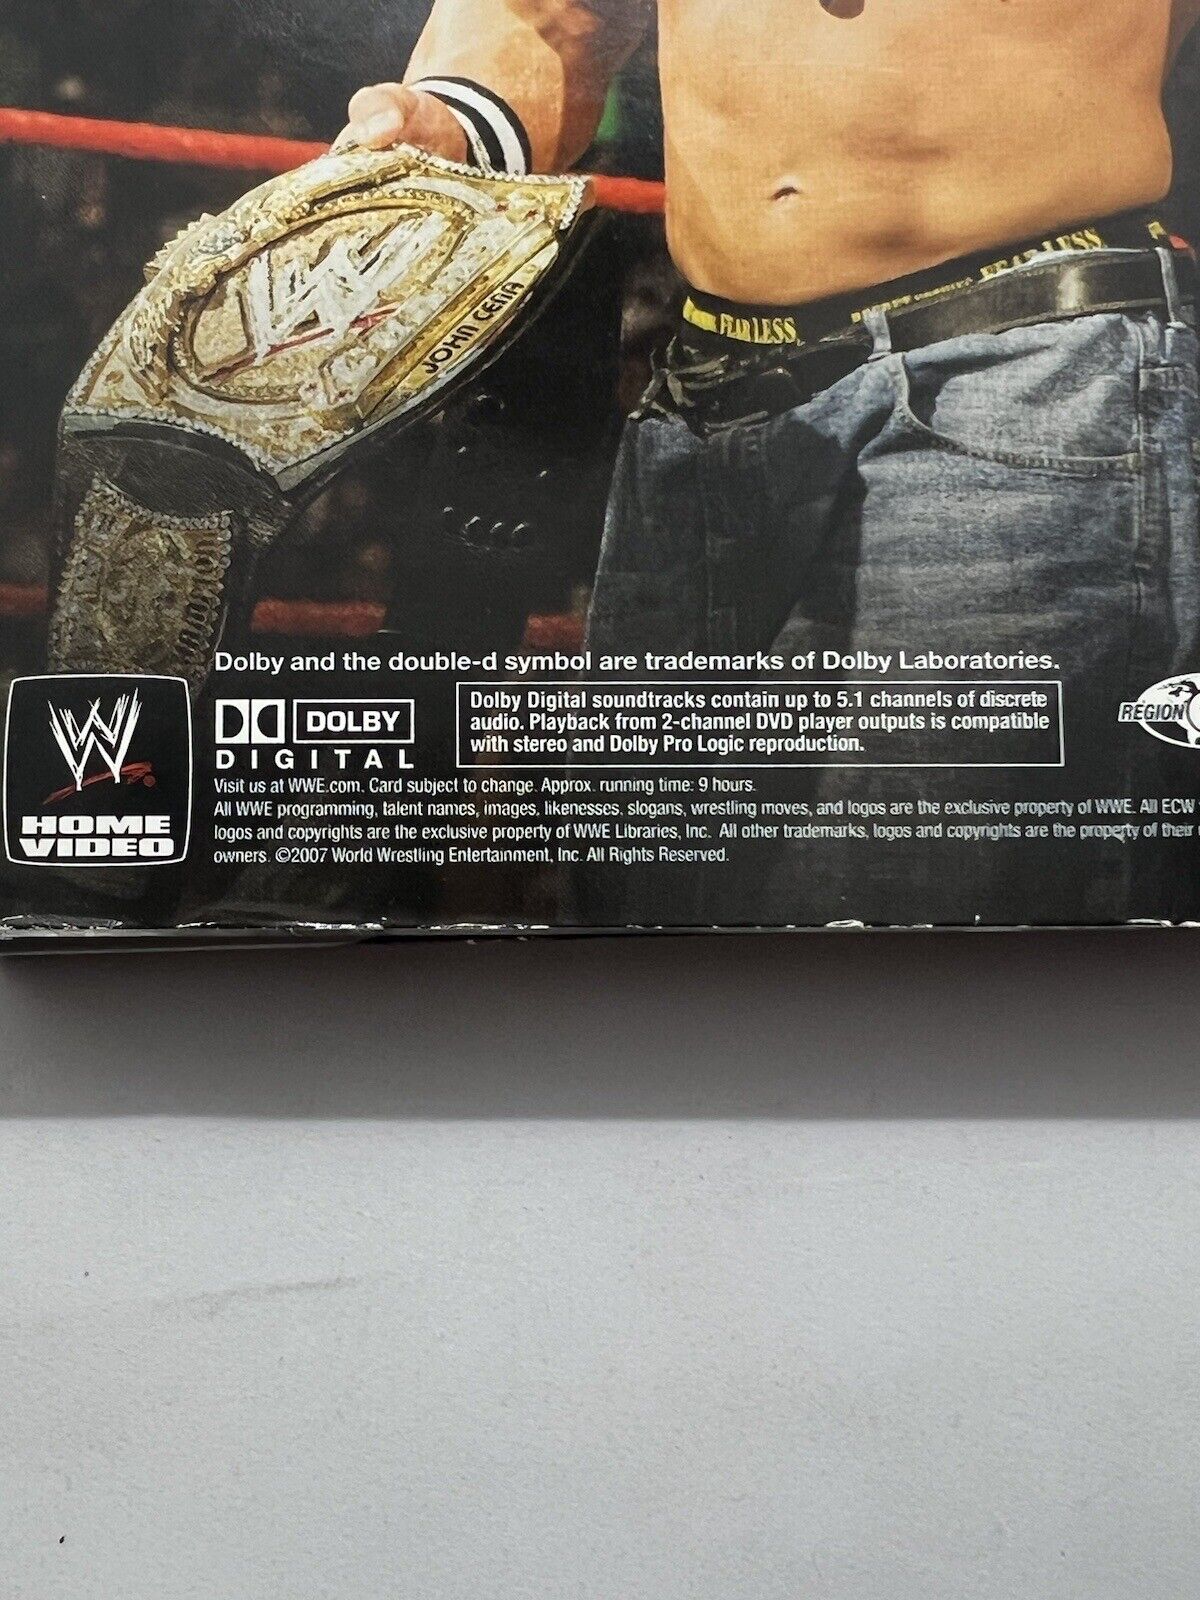 W
JOHN CENA
FEARLESS
FEARLESS
Dolby and the double-d symbol are trademarks of Dolby Laboratories.
DOLBY
DIGITAL
Dolby Digital soundtracks contain up to 5.1 channels of discrete
audio. Playback from 2-channel DVD player outputs is compatible
with stereo and Dolby Pro Logic reproduction.
REGION
W
HOME
VIDEO
Visit us at WWE.com. Card subject to change. Approx. running time: 9 hours.
All WWE programming, talent names, images, likenesses, slogans, wrestling moves, and logos are the exclusive property of WWE. All ECW
logos and copyrights are the exclusive property of WWE Libraries, Inc. All other trademarks, logos and copyrights are the property of their
owners. ©2007 World Wrestling Entertainment, Inc. All Rights Reserved.